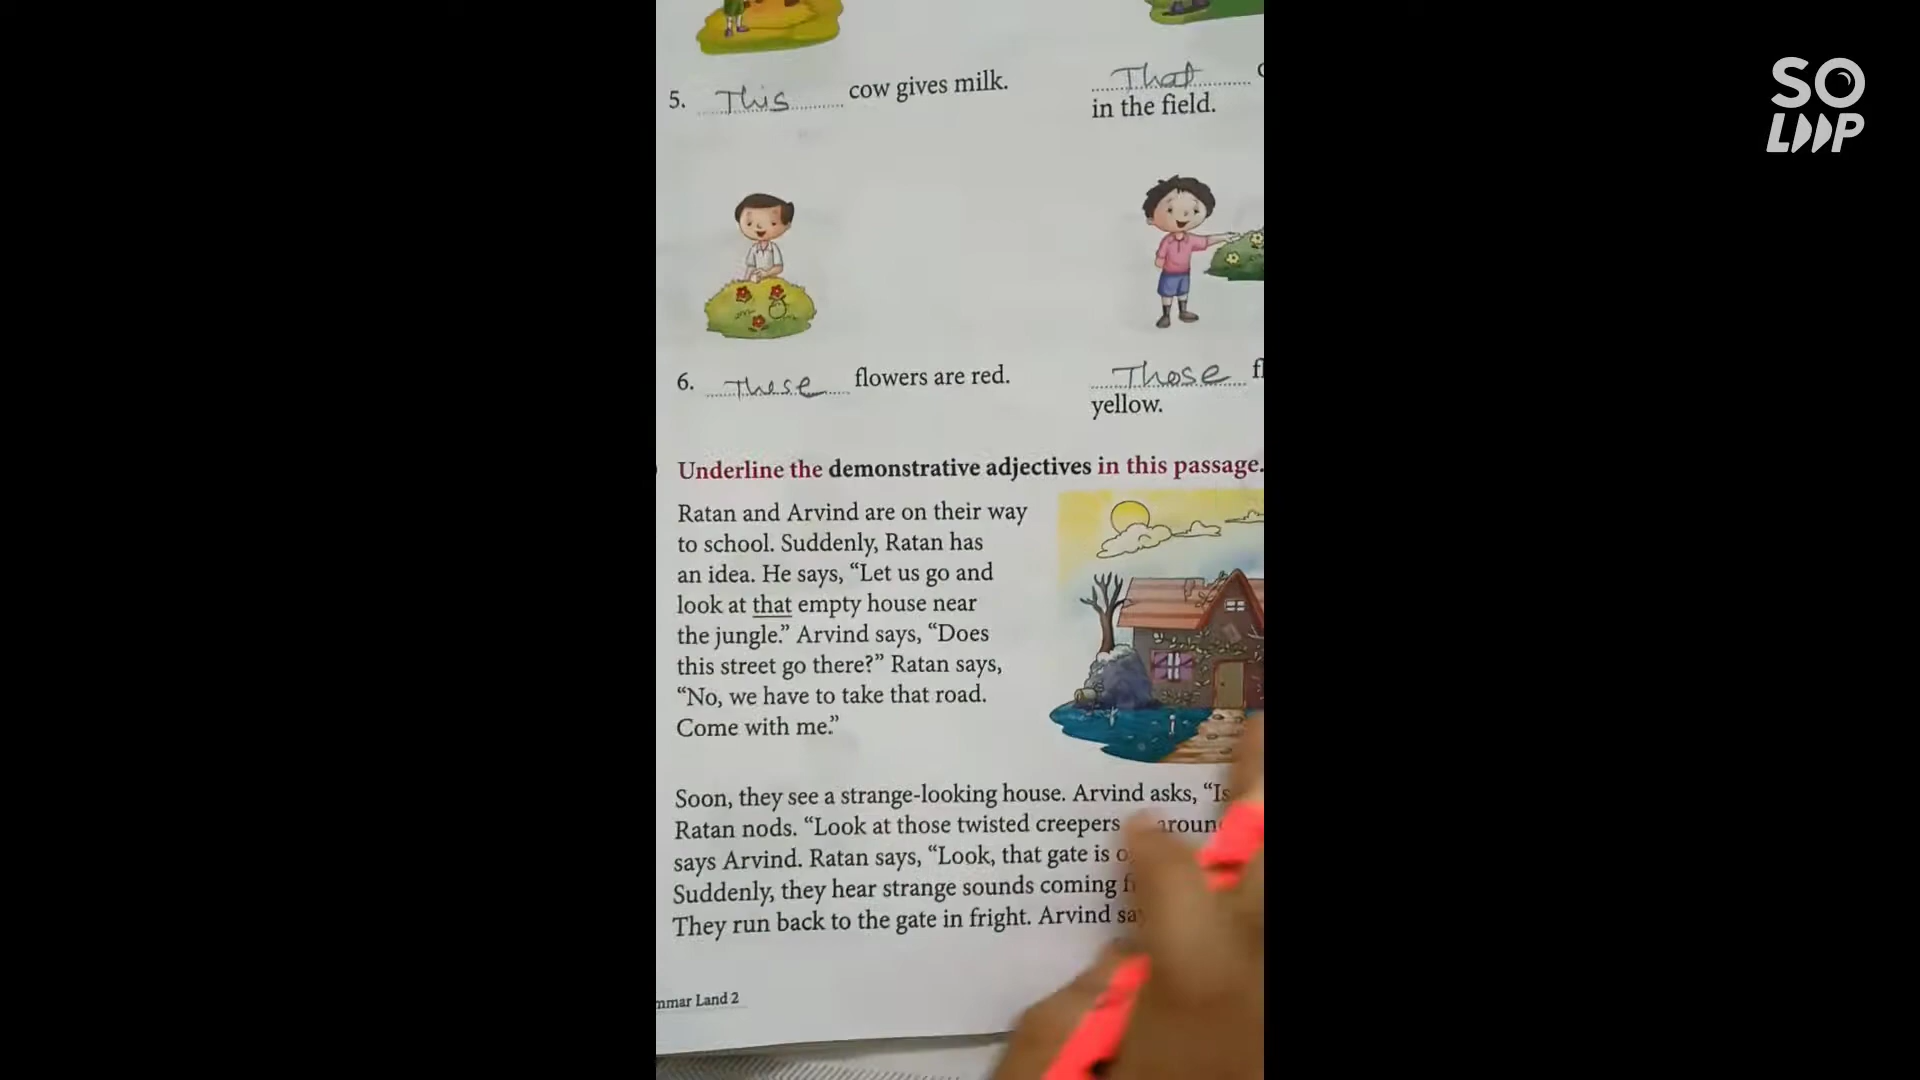 5. This cow gives milk.
That
in the field.
6. These flowers are red.
Those
yellow.
Underline the demonstrative adjectives in this passage.
Ratan and Arvind are on their way
to school. Suddenly, Ratan has
an idea. He says, “Let us go and
look at that empty house near
the jungle.” Arvind says, “Does
this street go there?” Ratan says,
“No, we have to take that road.
Come with me.”
Soon, they see a strange-looking house. Arvind asks, “Is
Ratan nods. “Look at those twisted creepers
says Arvind. Ratan says, “Look, that gate is
Suddenly, they hear strange sounds coming
They run back to the gate in fright. Arvind
Land 2
SOLOOP